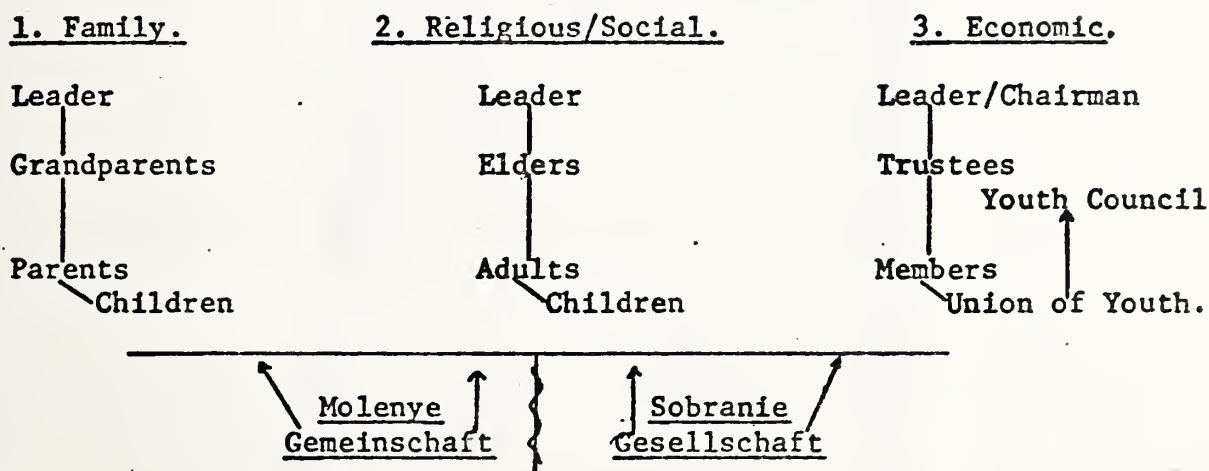 1. Family. 2. Religious/Social. 3. Economic.
Leader Leader Leader/Chairman
Grandparents Elders Trustees
Youth Council
Parents Adults Members
Children Children Union of Youth.
Molenye Sobranie
Gemeinschaft Gesellschaft